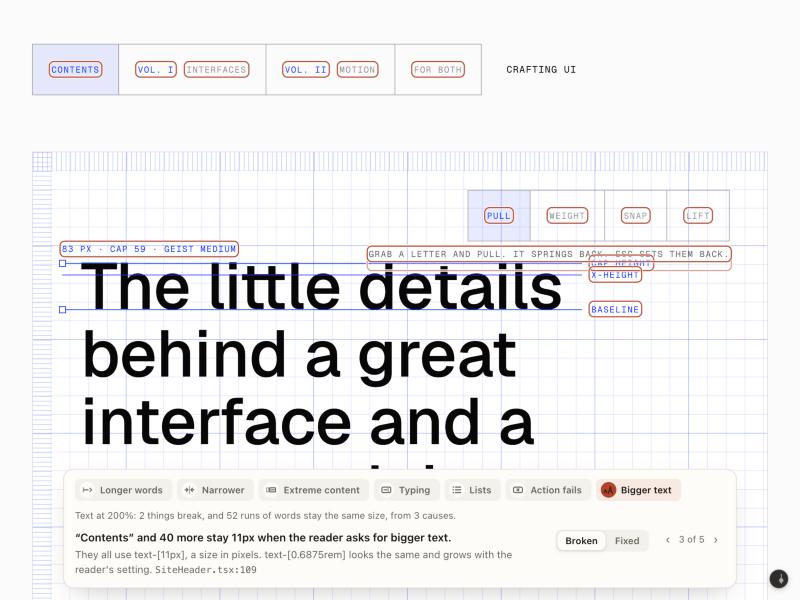 CONTENTS VOL. I INTERFACES VOL. II MOTION FOR BOTH CRAFTING UI
PULL WEIGHT SNAP LIFT
83 PX · CAP 59 · GEIST MEDIUM
GRAB A LETTER AND PULL. IT SPRINGS BACK. ESC SETS THEM BACK.
CAP HEIGHT
X-HEIGHT
BASELINE
The little details
behind a great
interface and a
Longer words Narrower Extreme content Typing Lists Action fails Bigger text
Text at 200%: 2 things break, and 52 runs of words stay the same size, from 3 causes.
“Contents” and 40 more stay 11px when the reader asks for bigger text.
They all use text-[11px], a size in pixels. text-[0.6875rem] looks the same and grows with the
reader's setting. SiteHeader.tsx:109
Broken Fixed
3 of 5